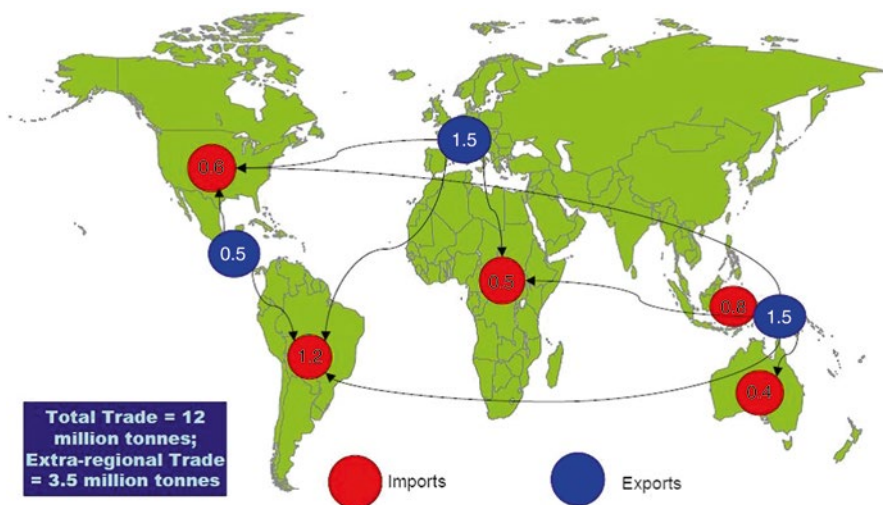 1.5
0.6
0.5
0.5
0.8
1.5
1.2
0.4
Total Trade = 12
million tonnes;
Extra-regional Trade
= 3.5 million tonnes
Imports
Exports